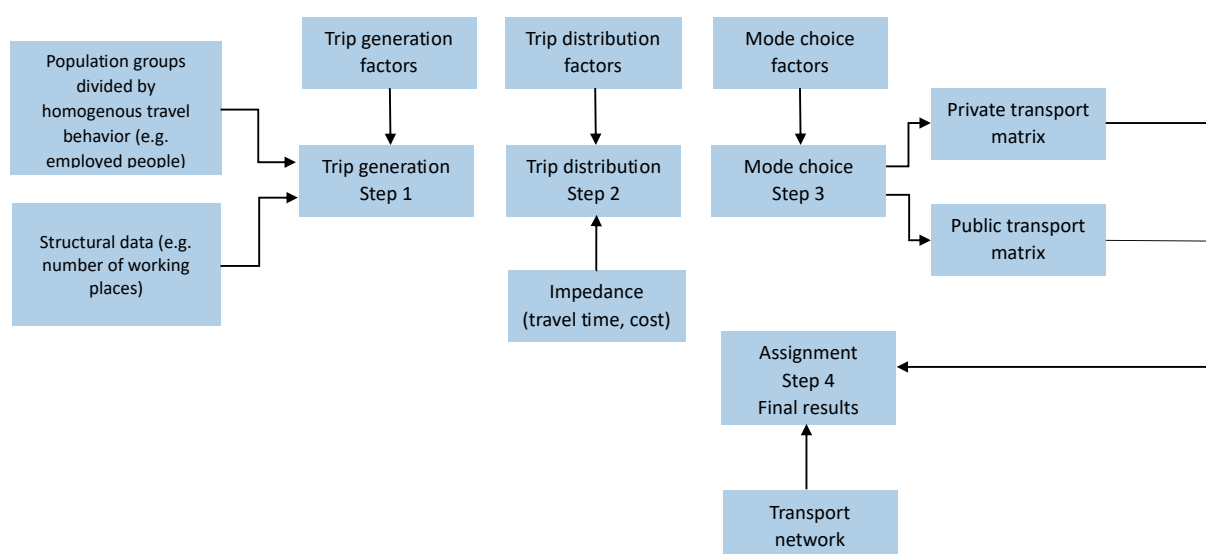 Population groups
divided by
homogenous travel
behavior (e.g.
employed people)
Structural data (e.g.
number of working
places)
Trip generation
factors
Trip generation
Step 1
Trip distribution
factors
Trip distribution
Step 2
Impedance
(travel time, cost)
Mode choice
factors
Mode choice
Step 3
Private transport
matrix
Public transport
matrix
Assignment
Step 4
Final results
Transport
network